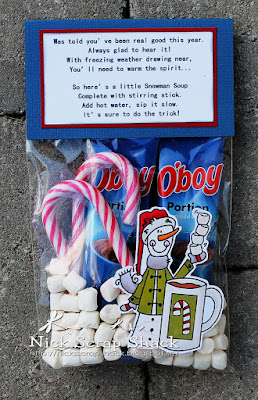 Was told you've been real good this year.
Always glad to hear it!
With freezing weather drawing near,
You'll need to warm the spirit...
So here's a little Snowman Soup
Complete with stirring stick.
Add hot water, sip it slow.
It's sure to do the trick!
O'boy O'boy
Portion Portion
Nick Scrap Shack